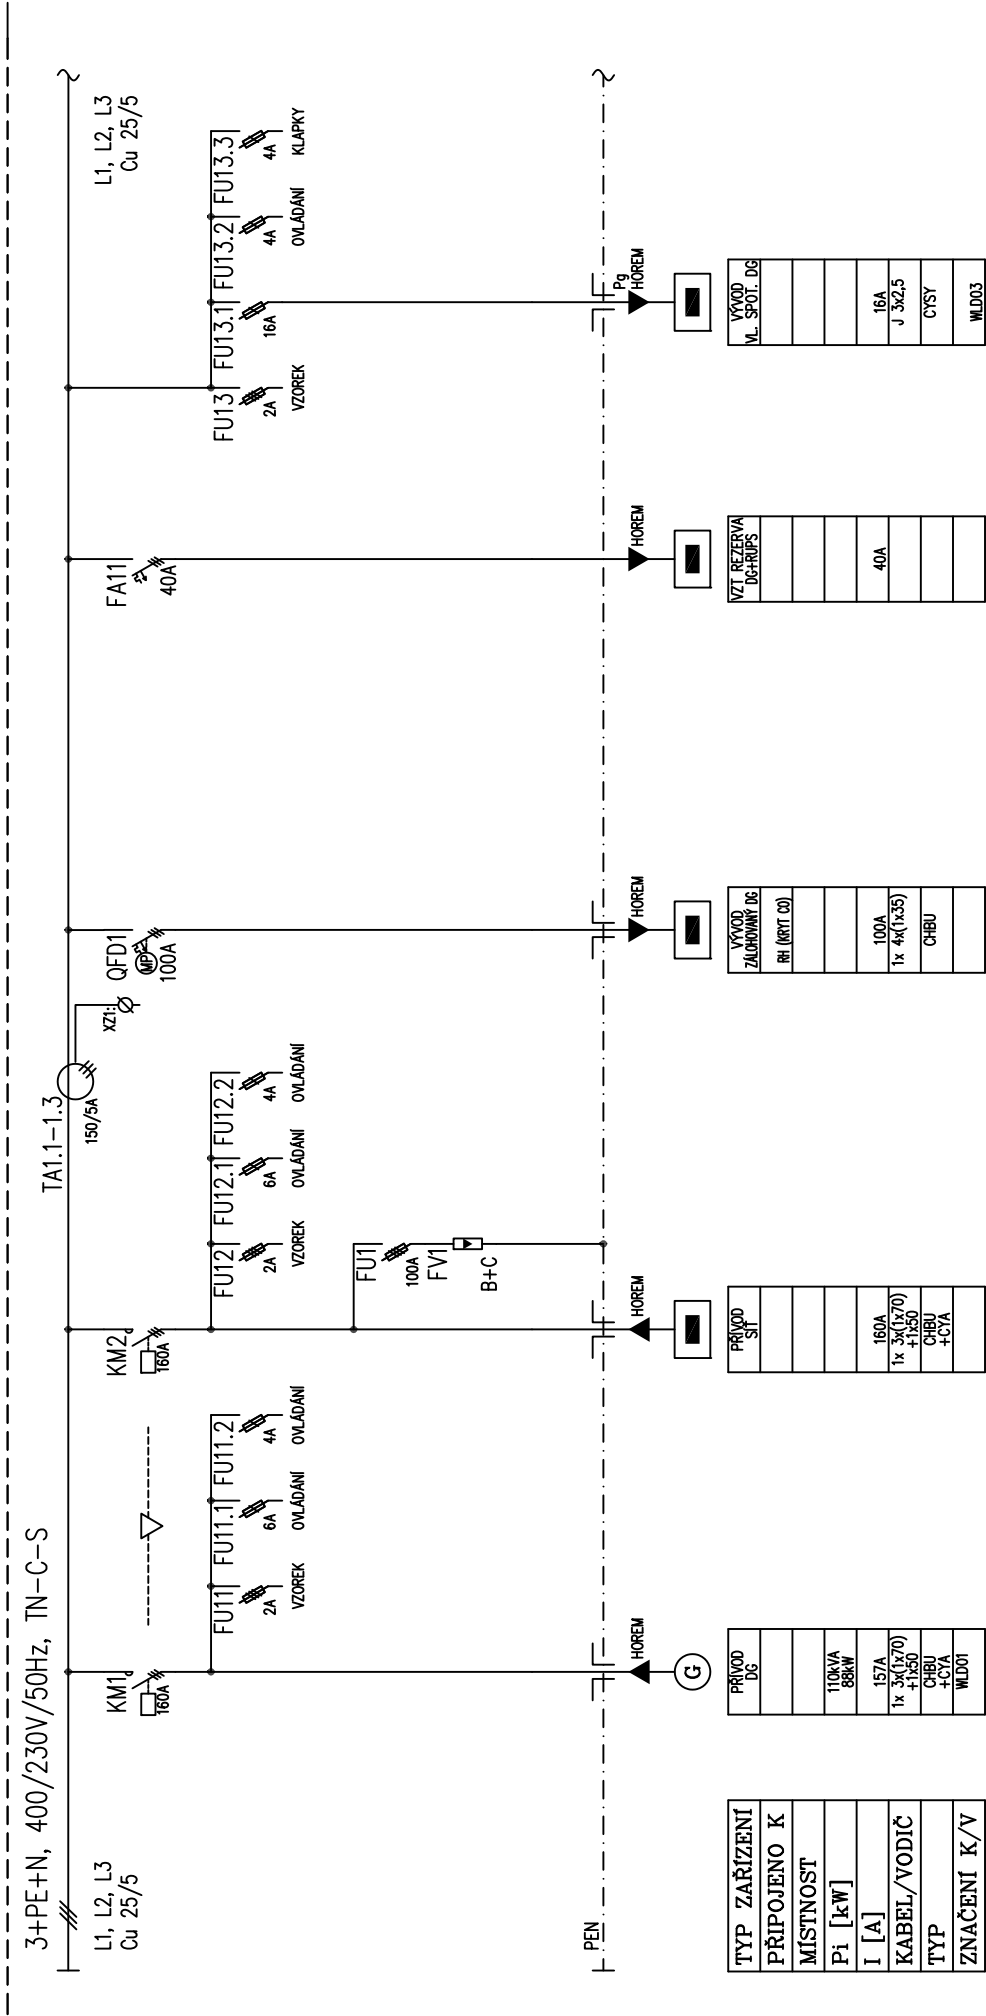 3+PE+N, 400/230V/50Hz, TN-C-S
L1, L2, L3
Cu 25/5
L1, L2, L3
Cu 25/5
KM1
160A
FU11
2A
VZOREK
FU11.1
6A
OVLÁDÁNÍ
FU11.2
4A
OVLÁDÁNÍ
KM2
160A
FU12
2A
VZOREK
FU12.1
6A
OVLÁDÁNÍ
FU12.2
4A
OVLÁDÁNÍ
FU1
100A
FV1
B+C
TA1.1-1.3
150/5A
XZ1:
QFD1
MP
100A
FA11
40A
FU13
2A
VZOREK
FU13.1
16A
FU13.2
4A
OVLÁDÁNÍ
FU13.3
4A
KLAPKY
PEN
HOREM
G
HOREM
HOREM
HOREM
Pg
HOREM
TYP ZAŘÍZENÍ
PŘIPOJENO K
MÍSTNOST
Pi [kW]
I [A]
KABEL/VODIČ
TYP
ZNAČENÍ K/V
PŘÍVOD
DG
110kVA
88kW
157A
1x 3x(1x70)
+1x50
CHBU
+CYA
WLD01
PŘÍVOD
SÍŤ
160A
1x 3x(1x70)
+1x50
CHBU
+CYA
VÝVOD
ZÁLOHOVANÝ DG
RH (KRYT CO)
100A
1x 4x(1x35)
CHBU
VZT REZERVA
DG+RUPS
40A
VÝVOD
VL. SPOT. DG
16A
J 3x2,5
CYSY
WLD03